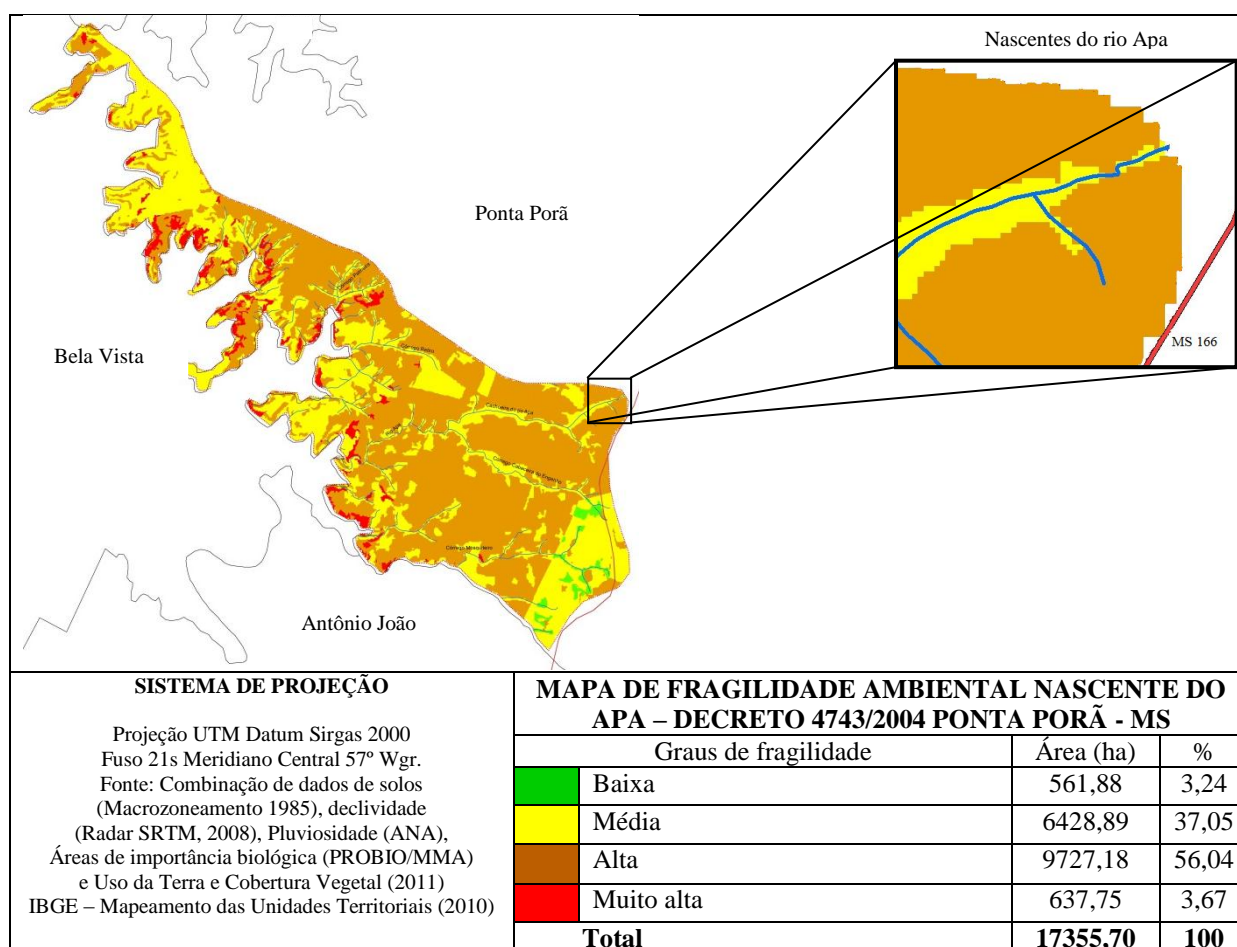 Nascentes do rio Apa
Ponta Porã
MS 166
Bela Vista
Antônio João
SISTEMA DE PROJEÇÃO
Projeção UTM Datum Sirgas 2000
Fuso 21s Meridiano Central 57º Wgr.
Fonte: Combinação de dados de solos
(Macrozoneamento 1985), declividade
(Radar SRTM, 2008), Pluviosidade (ANA),
Áreas de importância biológica (PROBIO/MMA)
e Uso da Terra e Cobertura Vegetal (2011)
IBGE – Mapeamento das Unidades Territoriais (2010)
MAPA DE FRAGILIDADE AMBIENTAL NASCENTE DO
APA – DECRETO 4743/2004 PONTA PORÃ - MS
Graus de fragilidade Área (ha) %
Baixa 561,88 3,24
Média 6428,89 37,05
Alta 9727,18 56,04
Muito alta 637,75 3,67
Total 17355,70 100